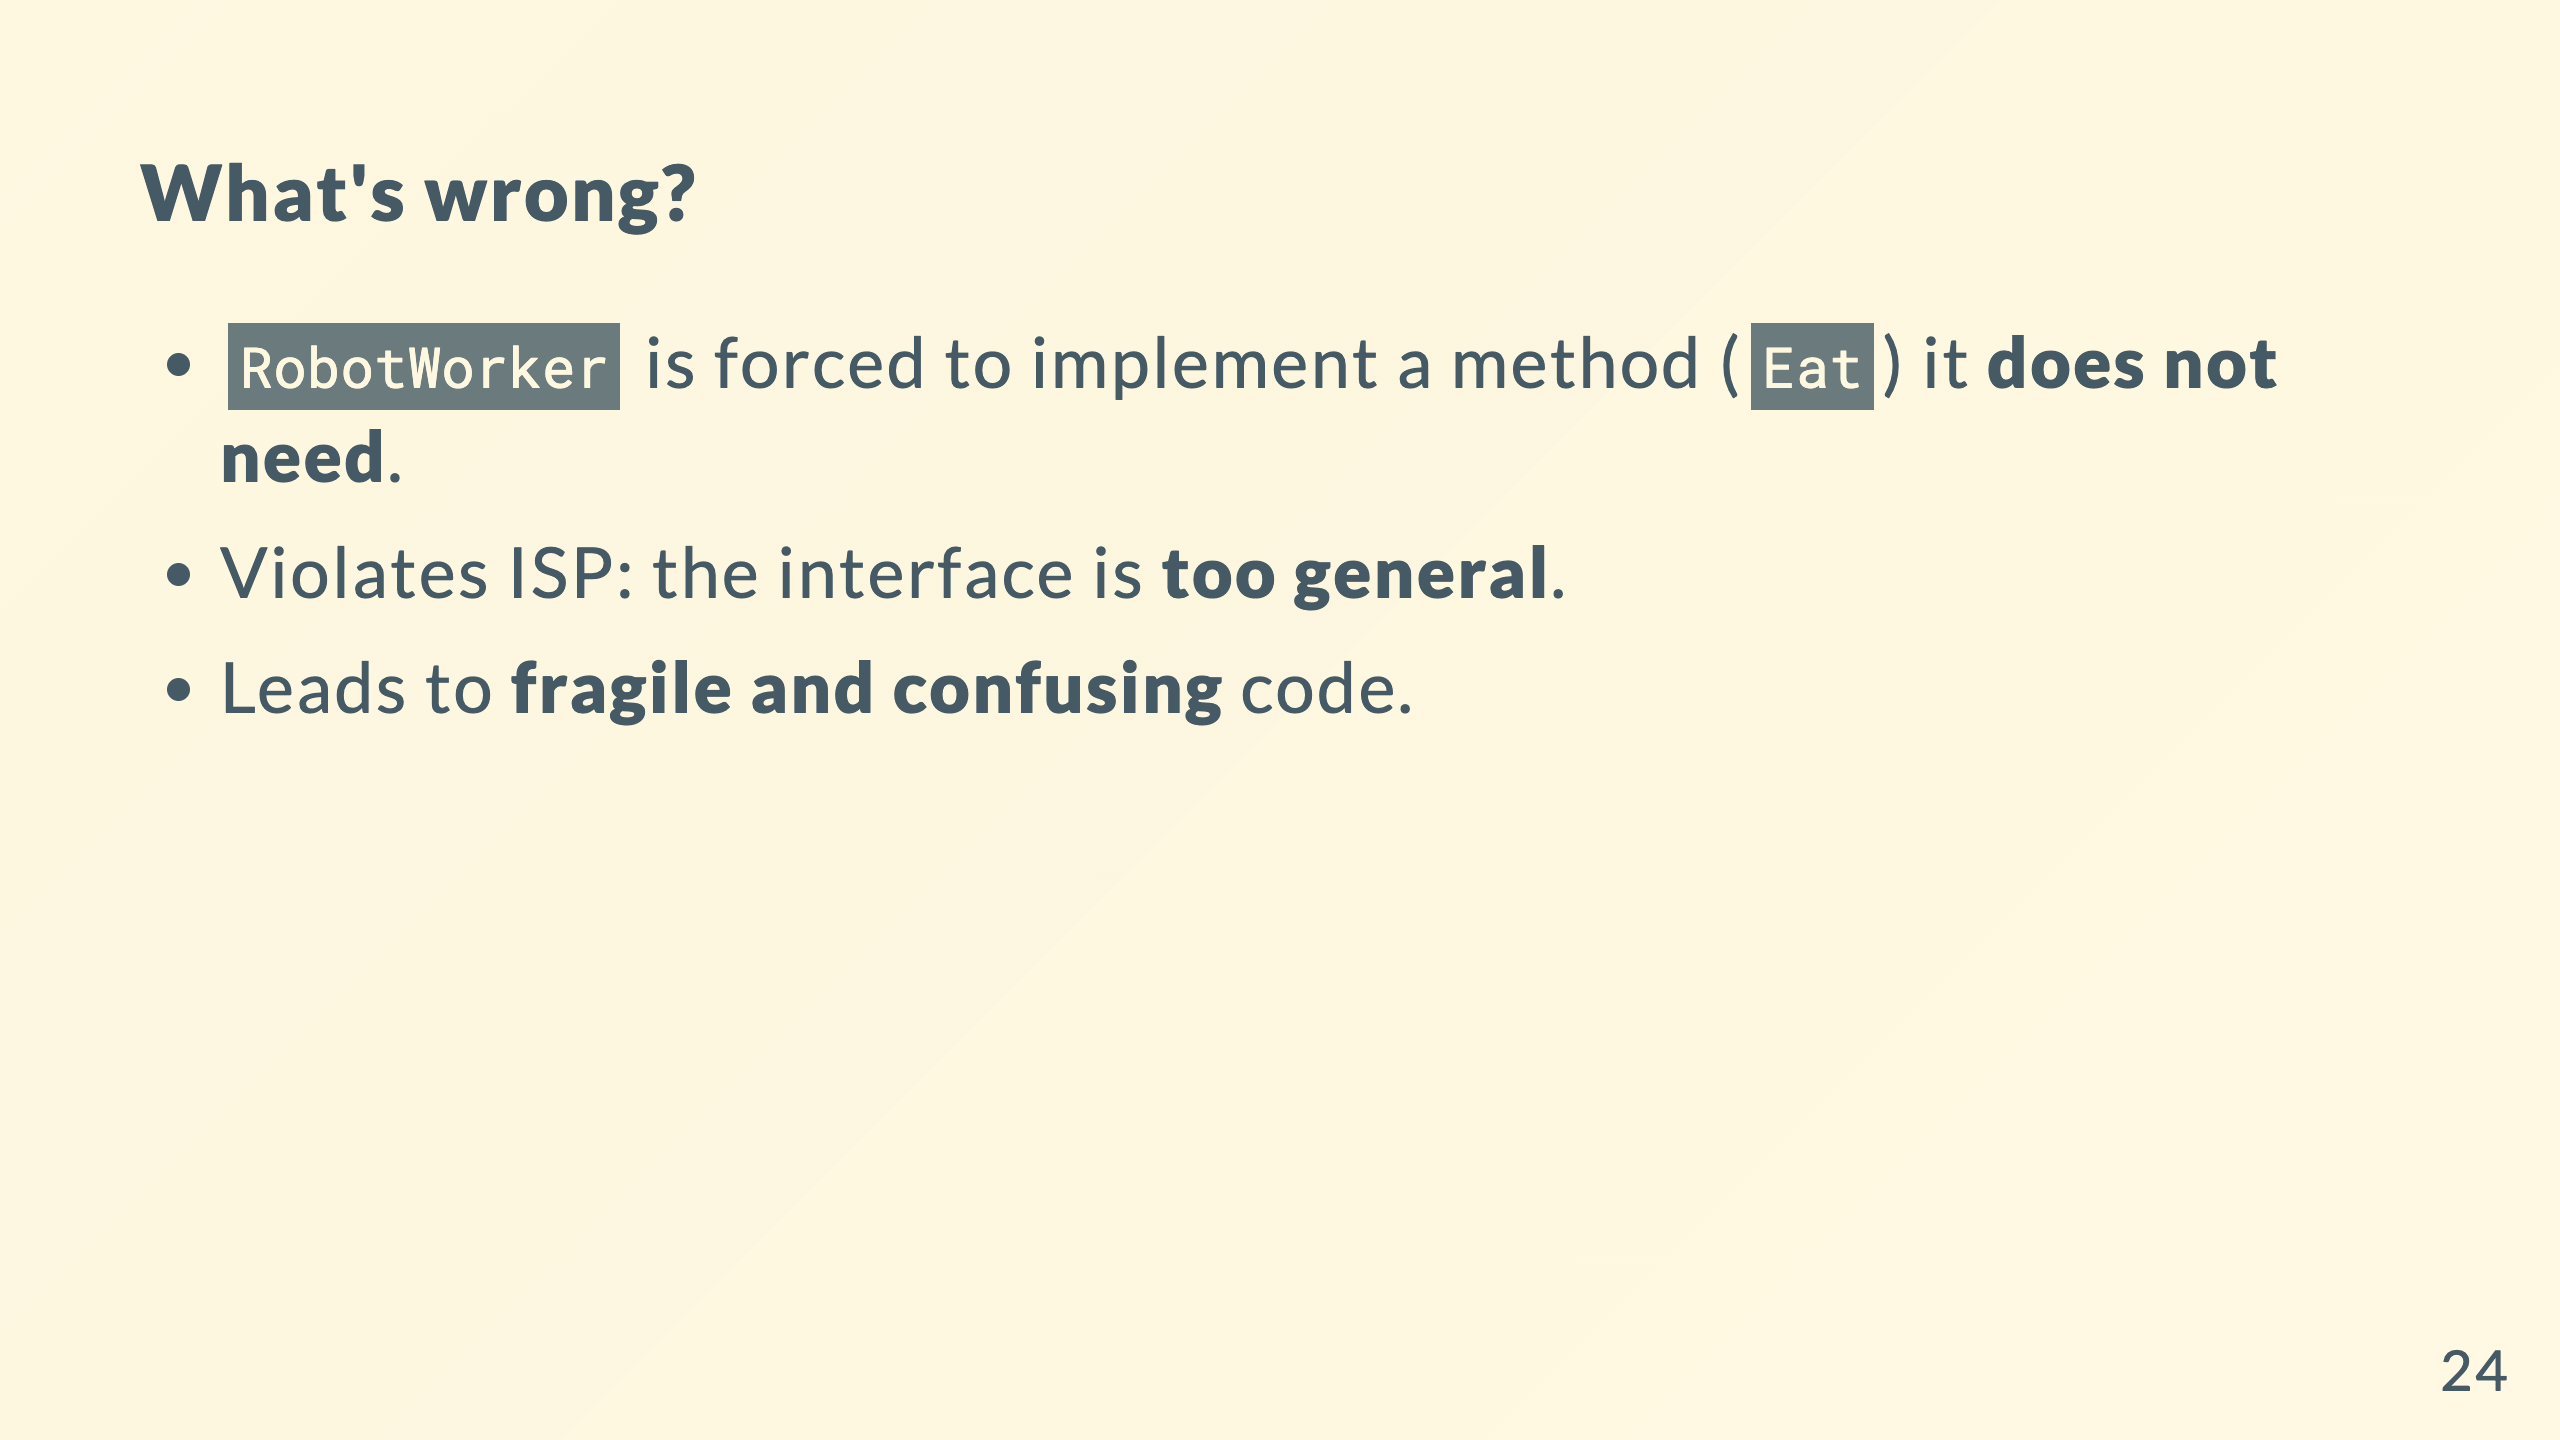 What's wrong?
RobotWorker is forced to implement a method (Eat) it does not
need.
Violates ISP: the interface is too general.
Leads to fragile and confusing code.
24